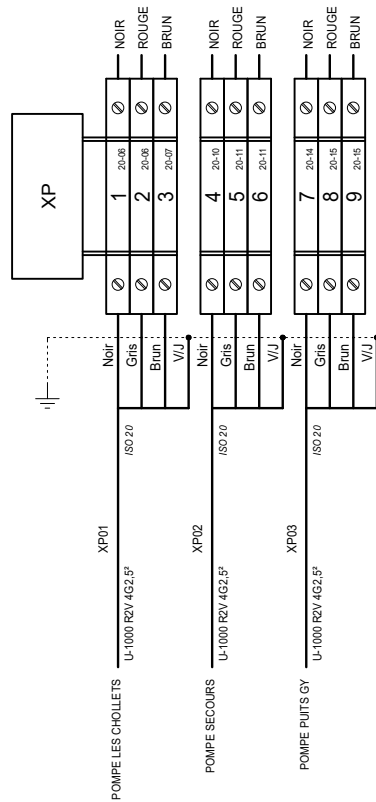 XP
NOIR
ROUGE
BRUN
1 20-06
2 20-06
3 20-07
Noir
Gris
Brun
V/J
ISO 20
XP01
U-1000 R2V 4G2,5²
POMPE LES CHOLLETS
NOIR
ROUGE
BRUN
4 20-10
5 20-11
6 20-11
Noir
Gris
Brun
V/J
ISO 20
XP02
U-1000 R2V 4G2,5²
POMPE SECOURS
NOIR
ROUGE
BRUN
7 20-14
8 20-15
9 20-15
Noir
Gris
Brun
V/J
ISO 20
XP03
U-1000 R2V 4G2,5²
POMPE PUITS GY